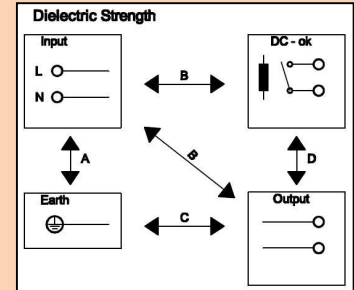 Dielectric Strength
Input
DC - ok
L
N
B
A
B
D
Earth
C
Output